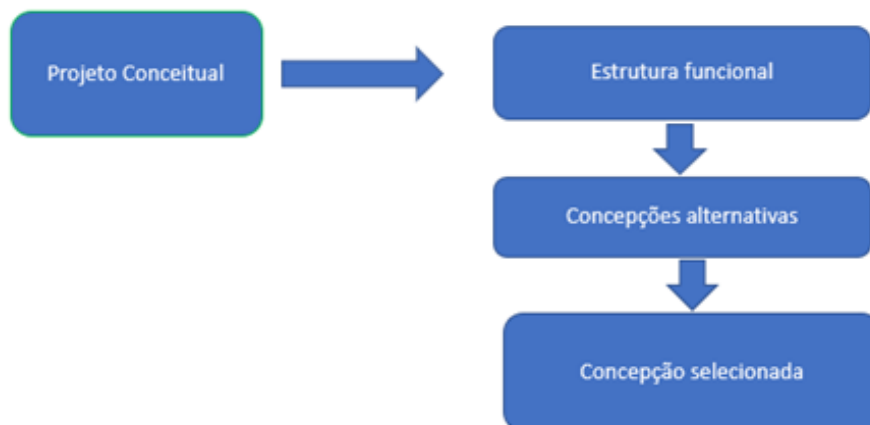 Projeto Conceitual
Estrutura funcional
Concepções alternativas
Concepção selecionada